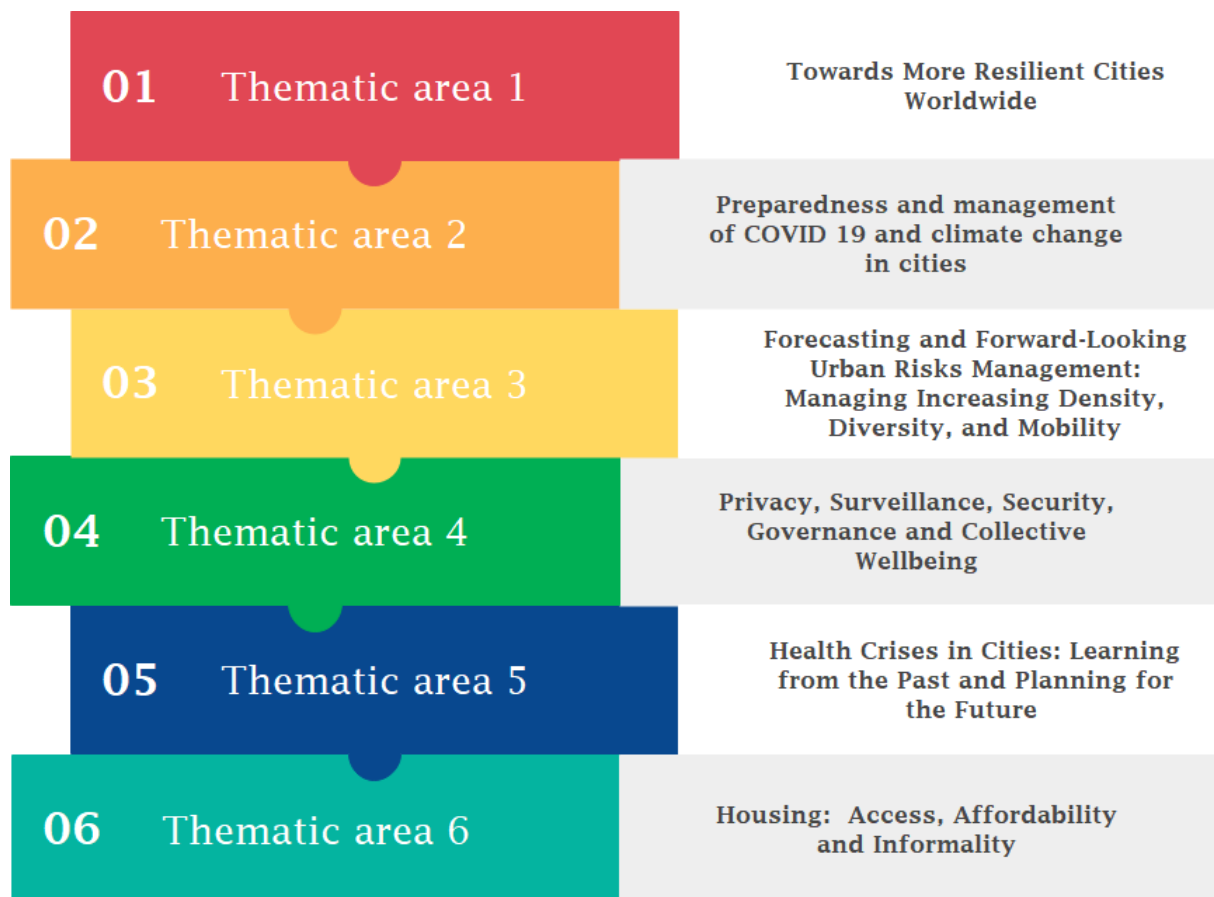 01 Thematic area 1
Towards More Resilient Cities
Worldwide
02 Thematic area 2
Preparedness and management
of COVID 19 and climate change
in cities
03 Thematic area 3
Forecasting and Forward-Looking
Urban Risks Management:
Managing Increasing Density,
Diversity, and Mobility
04 Thematic area 4
Privacy, Surveillance, Security,
Governance and Collective
Wellbeing
05 Thematic area 5
Health Crises in Cities: Learning
from the Past and Planning for
the Future
06 Thematic area 6
Housing: Access, Affordability
and Informality